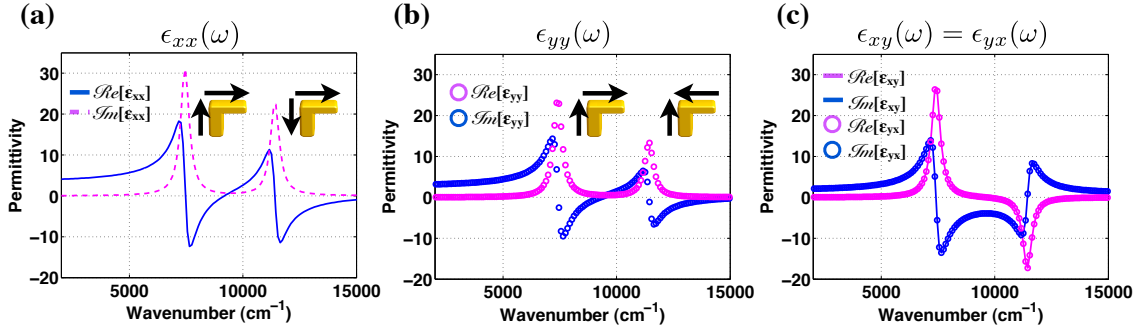 (a)
ϵxx(ω)
ℛe[εxx]
ℐm[εxx]
Permittivity
30
20
10
0
−10
−20
5000
10000
15000
Wavenumber (cm⁻¹)
(b)
ϵyy(ω)
ℛe[εyy]
ℐm[εyy]
Permittivity
30
20
10
0
−10
−20
5000
10000
15000
Wavenumber (cm⁻¹)
(c)
ϵxy(ω) = ϵyx(ω)
ℛe[εxy]
ℐm[εxy]
ℛe[εyx]
ℐm[εyx]
Permittivity
30
20
10
0
−10
−20
5000
10000
15000
Wavenumber (cm⁻¹)